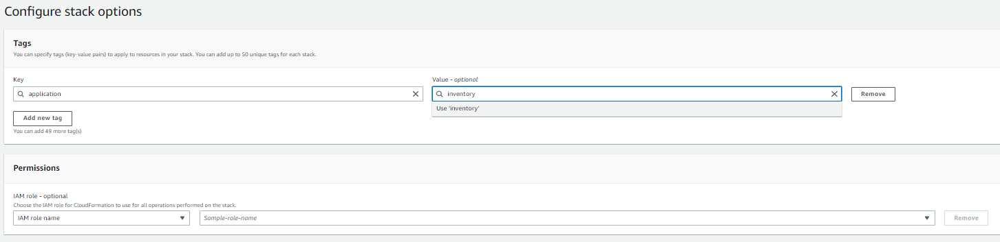 Configure stack options
Tags
You can specify tags (key-value pairs) to apply to resources in your stack. You can add up to 50 unique tags for each stack.
Key
Value - optional
application
inventory
Remove
Use 'inventory'
Add new tag
You can add 49 more tag(s)
Permissions
IAM role - optional
Choose the IAM role for CloudFormation to use for all operations performed on the stack.
IAM role name
Sample-role-name
Remove